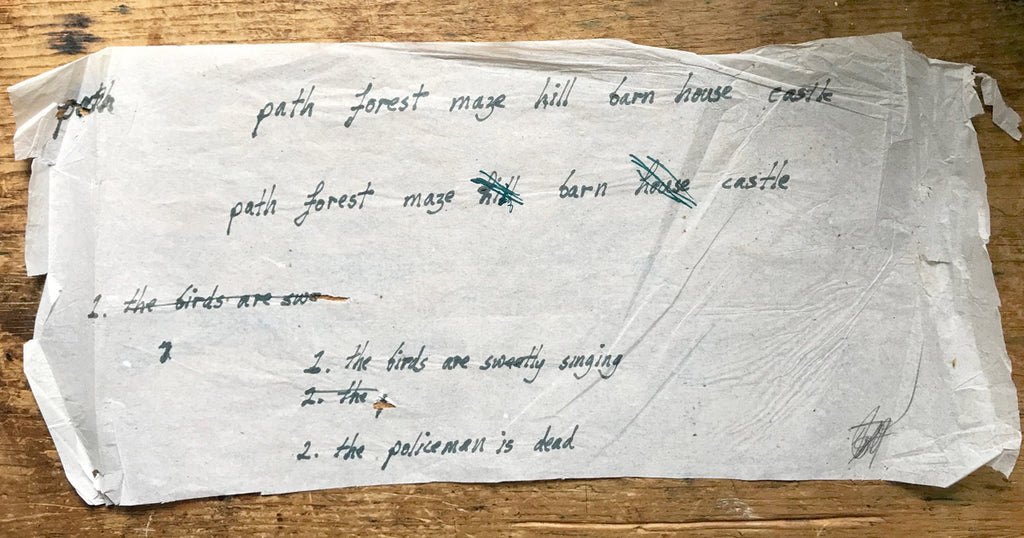 path path forest maze hill barn house castle
path forest maze hill barn house castle
1. the birds are swe
2
1. the birds are sweetly singing
2. the p
2. the policeman is dead